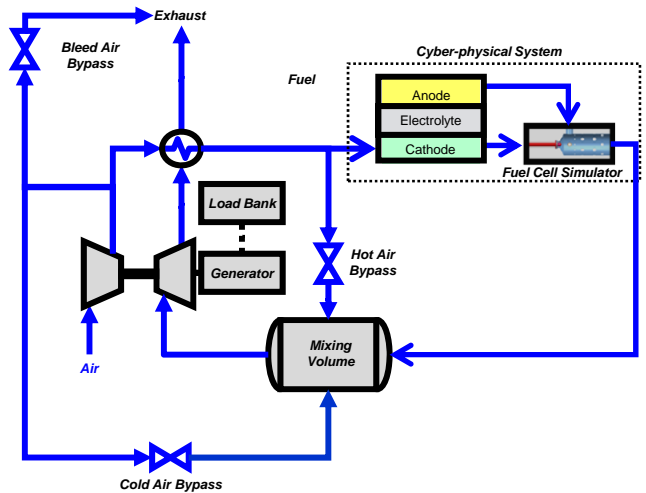 Exhaust
Bleed Air
Bypass
Cyber-physical System
Fuel
Anode
Electrolyte
Cathode
Fuel Cell Simulator
Load Bank
Generator
Hot Air
Bypass
Mixing
Volume
Air
Cold Air Bypass